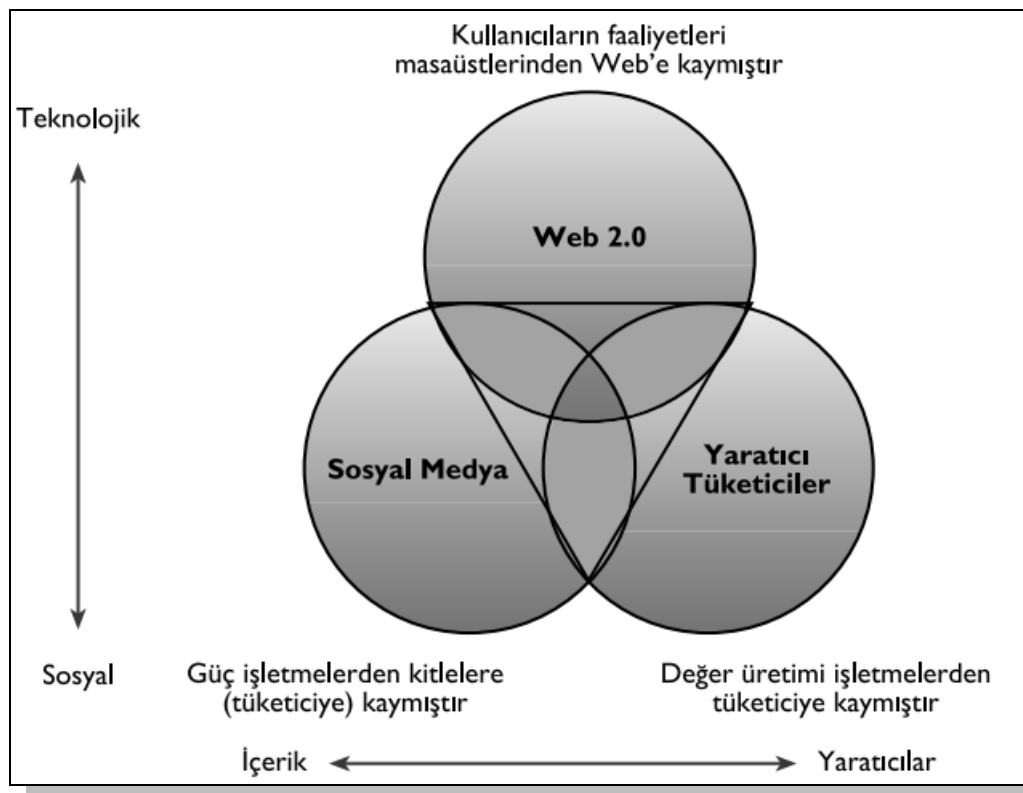 Kullanıcıların faaliyetleri
masaüstlerinden Web'e kaymıştır
Teknolojik
Web 2.0
Sosyal Medya
Yaratıcı
Tüketiciler
Sosyal
Güç işletmelerden kitlelere
(tüketiciye) kaymıştır
Değer üretimi işletmelerden
tüketiciye kaymıştır
İçerik
Yaratıcılar